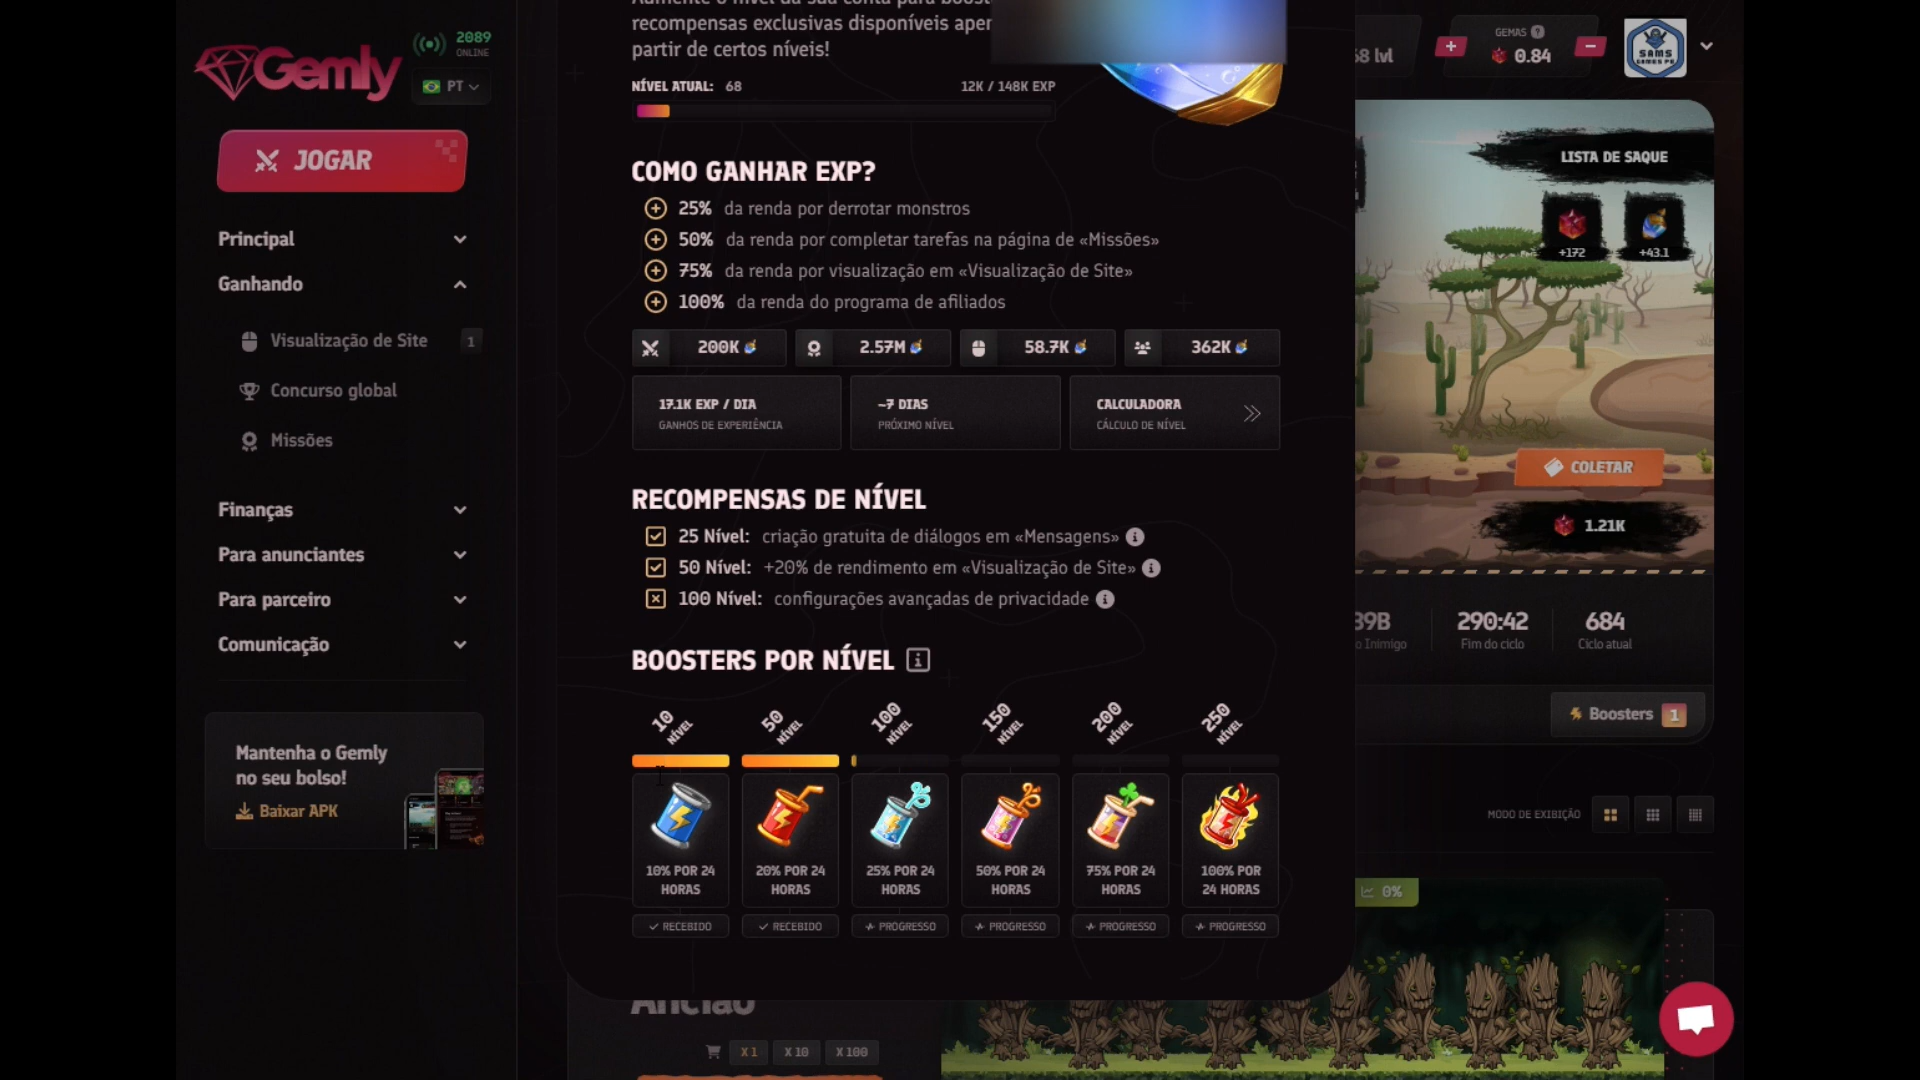 recompensas exclusivas disponíveis
partir de certos níveis!
NÍVEL ATUAL: 68
12K / 148K EXP
Gemly
2089
ONLINE
PT
JOGAR
Principal
Ganhando
Visualização de Site 1
Concurso global
Missões
Finanças
Para anunciantes
Para parceiro
Comunicação
Mantenha o Gemly
no seu bolso!
Baixar APK
COMO GANHAR EXP?
25% da renda por derrotar monstros
50% da renda por completar tarefas na página de «Missões»
75% da renda por visualização em «Visualização de Site»
100% da renda do programa de afiliados
200K
2.57M
58.7K
362K
17.1K EXP / DIA
GANHOS DE EXPERIÊNCIA
~7 DIAS
PRÓXIMO NÍVEL
CALCULADORA
CÁLCULO DE NÍVEL
RECOMPENSAS DE NÍVEL
25 Nível: criação gratuita de diálogos em «Mensagens»
50 Nível: +20% de rendimento em «Visualização de Site»
100 Nível: configurações avançadas de privacidade
BOOSTERS POR NÍVEL
10 NÍVEL
50 NÍVEL
100 NÍVEL
150 NÍVEL
200 NÍVEL
250 NÍVEL
10% POR 24 HORAS
20% POR 24 HORAS
25% POR 24 HORAS
50% POR 24 HORAS
75% POR 24 HORAS
100% POR 24 HORAS
RECEBIDO
RECEBIDO
PROGRESSO
PROGRESSO
PROGRESSO
PROGRESSO
X 1
X 10
X 100
lvl
GEMAS
0.84
SAMS
LISTA DE SAQUE
+172
+43.1
COLETAR
1.21K
Inimigo
290:42
Fim do ciclo
684
Ciclo atual
Boosters 1
MODO DE EXIBIÇÃO
0%